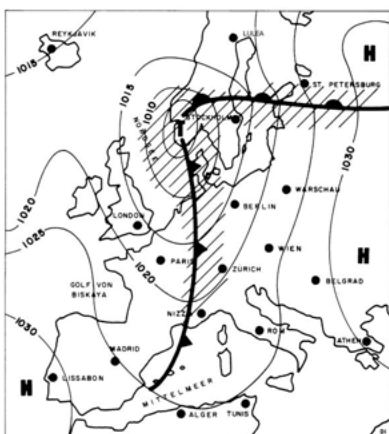 REYKJAVIK
LULEA
H
1015
ST. PETERSBURG
1015
1010
STOCKHOLM
T
NORDSEE
1030
WARSCHAU
BERLIN
1020
LONDON
1025
1020
PARIS
WIEN
H
ZÜRICH
GOLF VON
BISKAYA
BELGRAD
NIZZA
ROM
1030
MADRID
ATHEN
H
LISSABON
MITTELMEER
ALGER
TUNIS